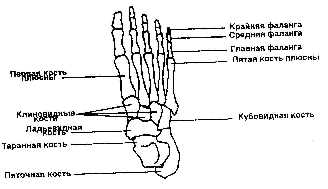 Крайняя фаланга
Средняя фаланга
Главная фаланга
Пятая кость плюсны
Первая кость
плюсны
Клиновидные
кости
Кубовидная кость
Ладьевидная
кость
Таранная кость
Пяточная кость